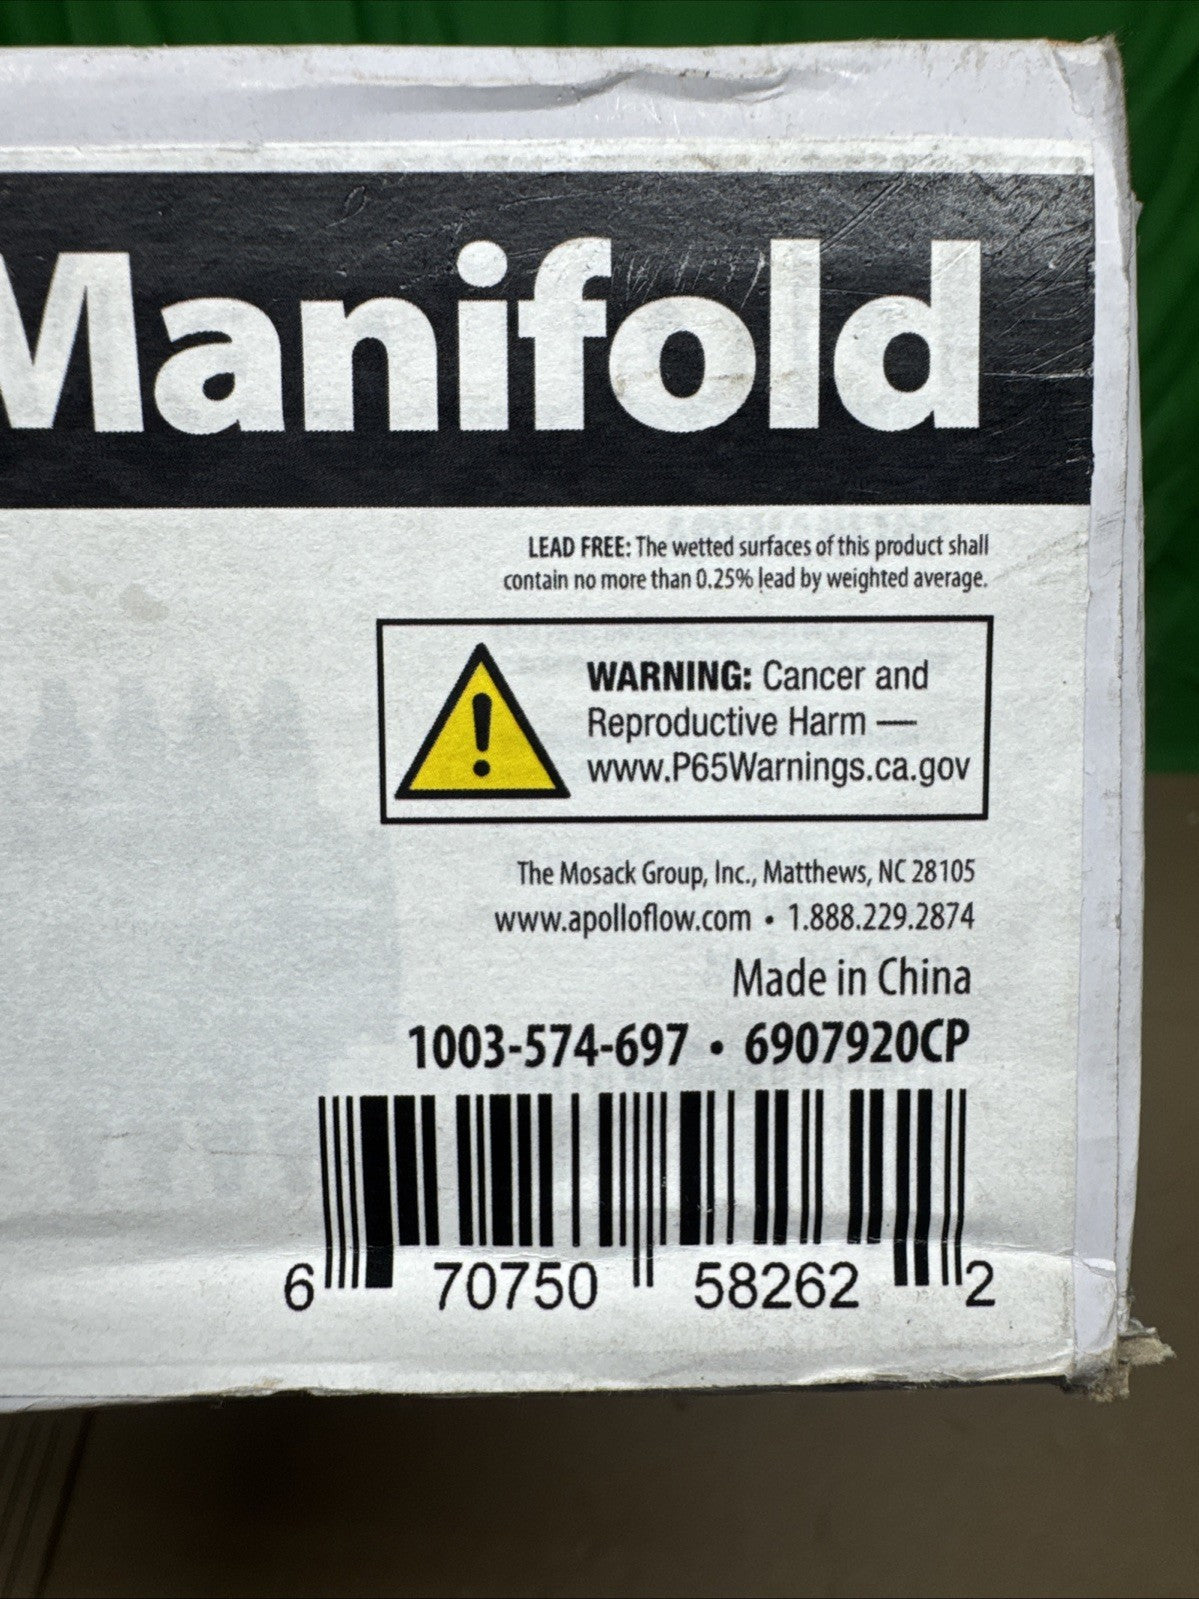 Manifold
LEAD FREE: The wetted surfaces of this product shall
contain no more than 0.25% lead by weighted average.
WARNING: Cancer and
Reproductive Harm —
www.P65Warnings.ca.gov
The Mosack Group, Inc., Matthews, NC 28105
www.apolloflow.com • 1.888.229.2874
Made in China
1003-574-697 • 6907920CP
6 70750 58262 2